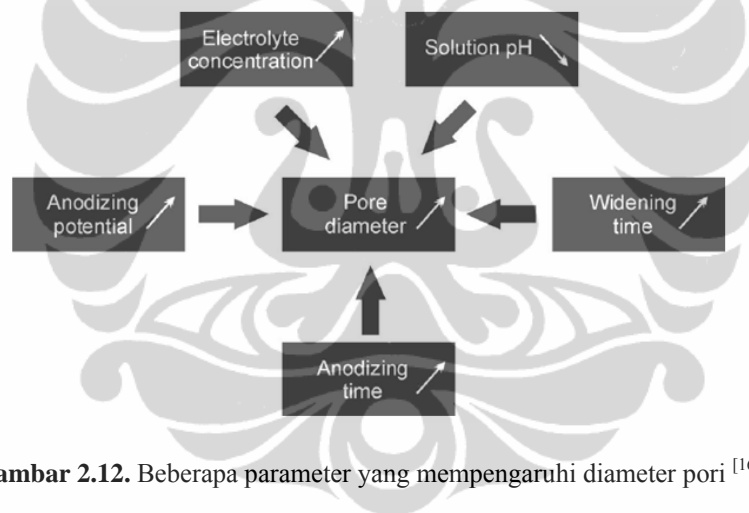 Electrolyte
concentration
Solution pH
Anodizing
potential
Pore
diameter
Widening
time
Anodizing
time
ambar 2.12. Beberapa parameter yang mempengaruhi diameter pori